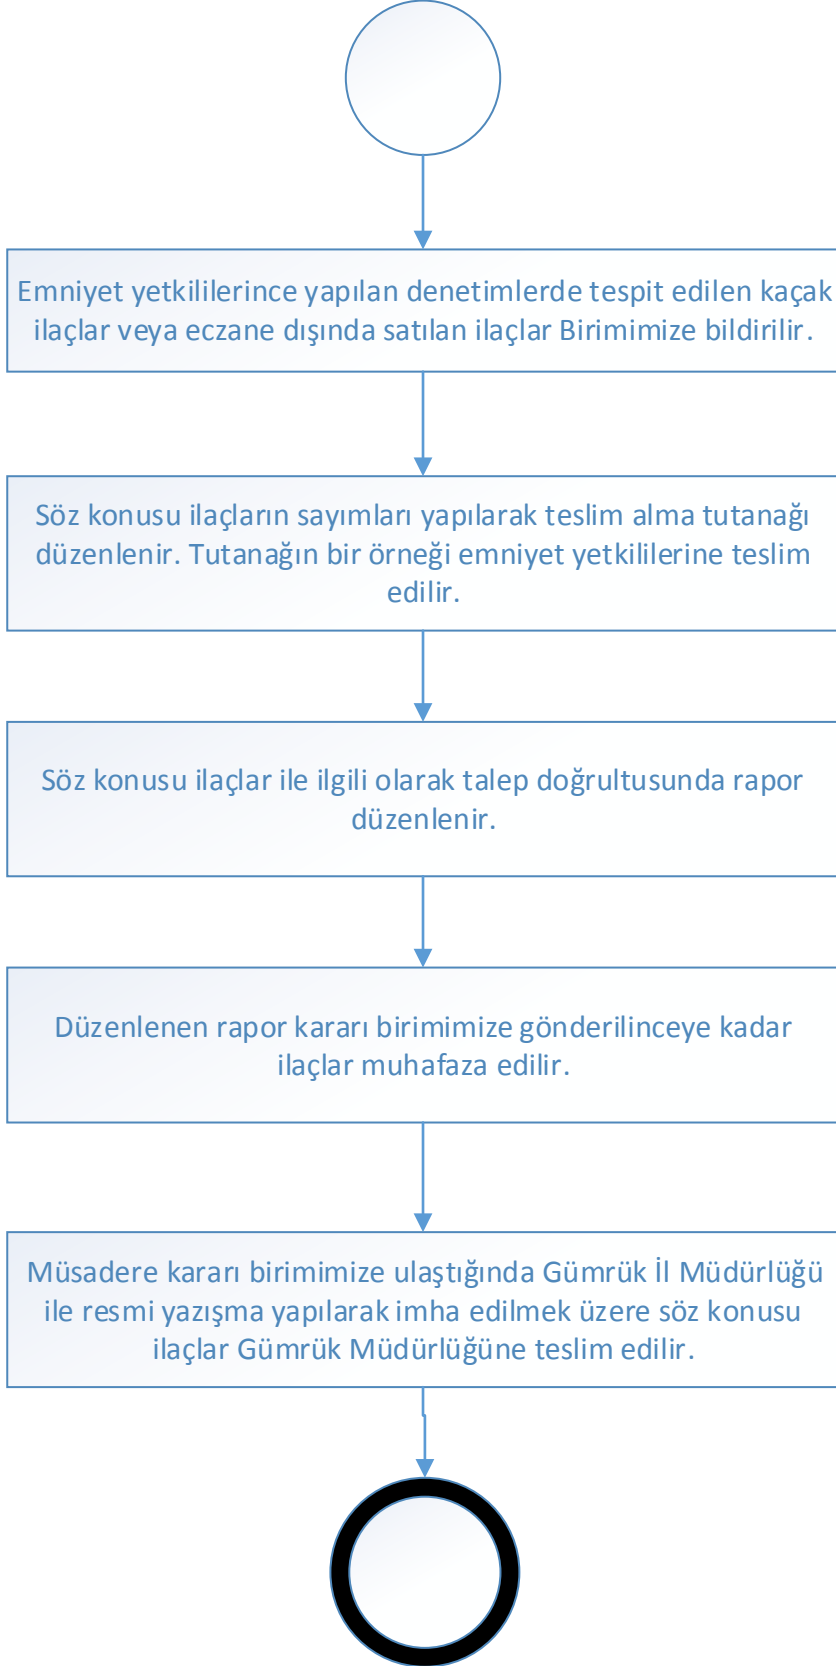 Emniyet yetkililerince yapılan denetimlerde tespit edilen kaçak
ilaçlar veya eczane dışında satılan ilaçlar Birimimize bildirilir.
Söz konusu ilaçların sayımları yapılarak teslim alma tutanağı
düzenlenir. Tutanağın bir örneği emniyet yetkililerine teslim
edilir.
Söz konusu ilaçlar ile ilgili olarak talep doğrultusunda rapor
düzenlenir.
Düzenlenen rapor kararı birimimize gönderilinceye kadar
ilaçlar muhafaza edilir.
Müsadere kararı birimimize ulaştığında Gümrük İl Müdürlüğü
ile resmi yazışma yapılarak imha edilmek üzere söz konusu
ilaçlar Gümrük Müdürlüğüne teslim edilir.